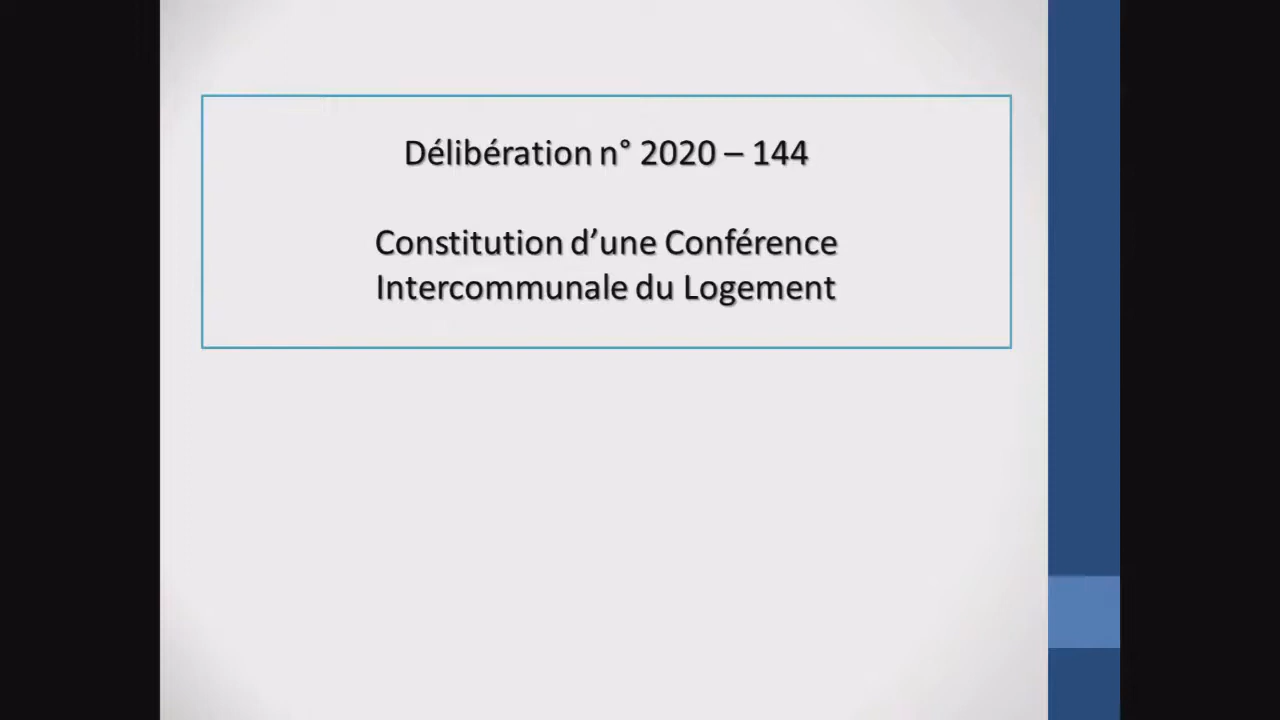 Délibération n° 2020 – 144
Constitution d’une Conférence
Intercommunale du Logement